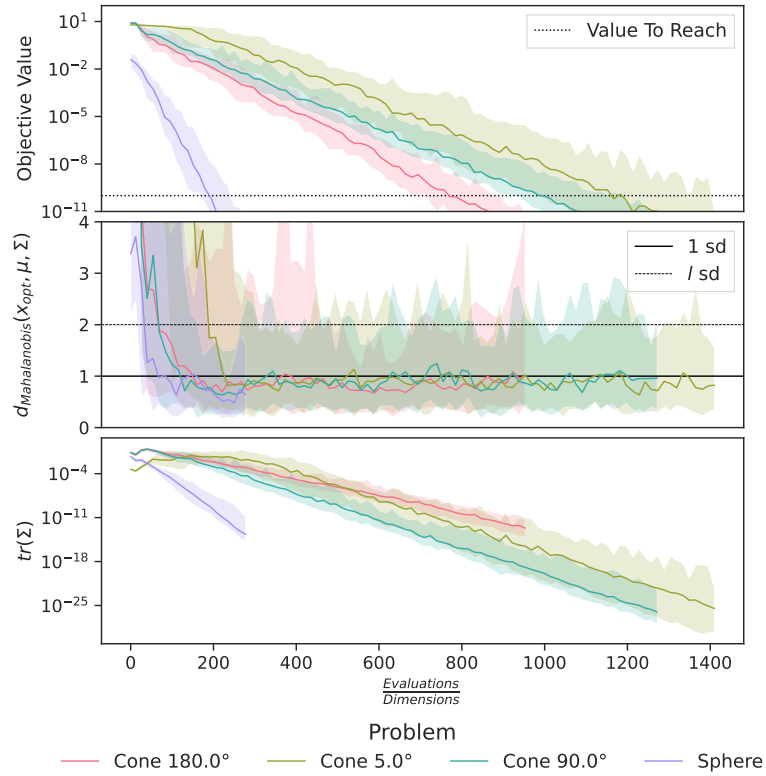 10^1
10^−2
10^−5
10^−8
10^−11
Objective Value
Value To Reach
4
3
2
1
0
d_Mahalanobis(x_opt, μ, Σ)
1 sd
l sd
10^−4
10^−11
10^−18
10^−25
tr(Σ)
0 200 400 600 800 1000 1200 1400
Evaluations
Dimensions
Problem
Cone 180.0° Cone 5.0° Cone 90.0° Sphere